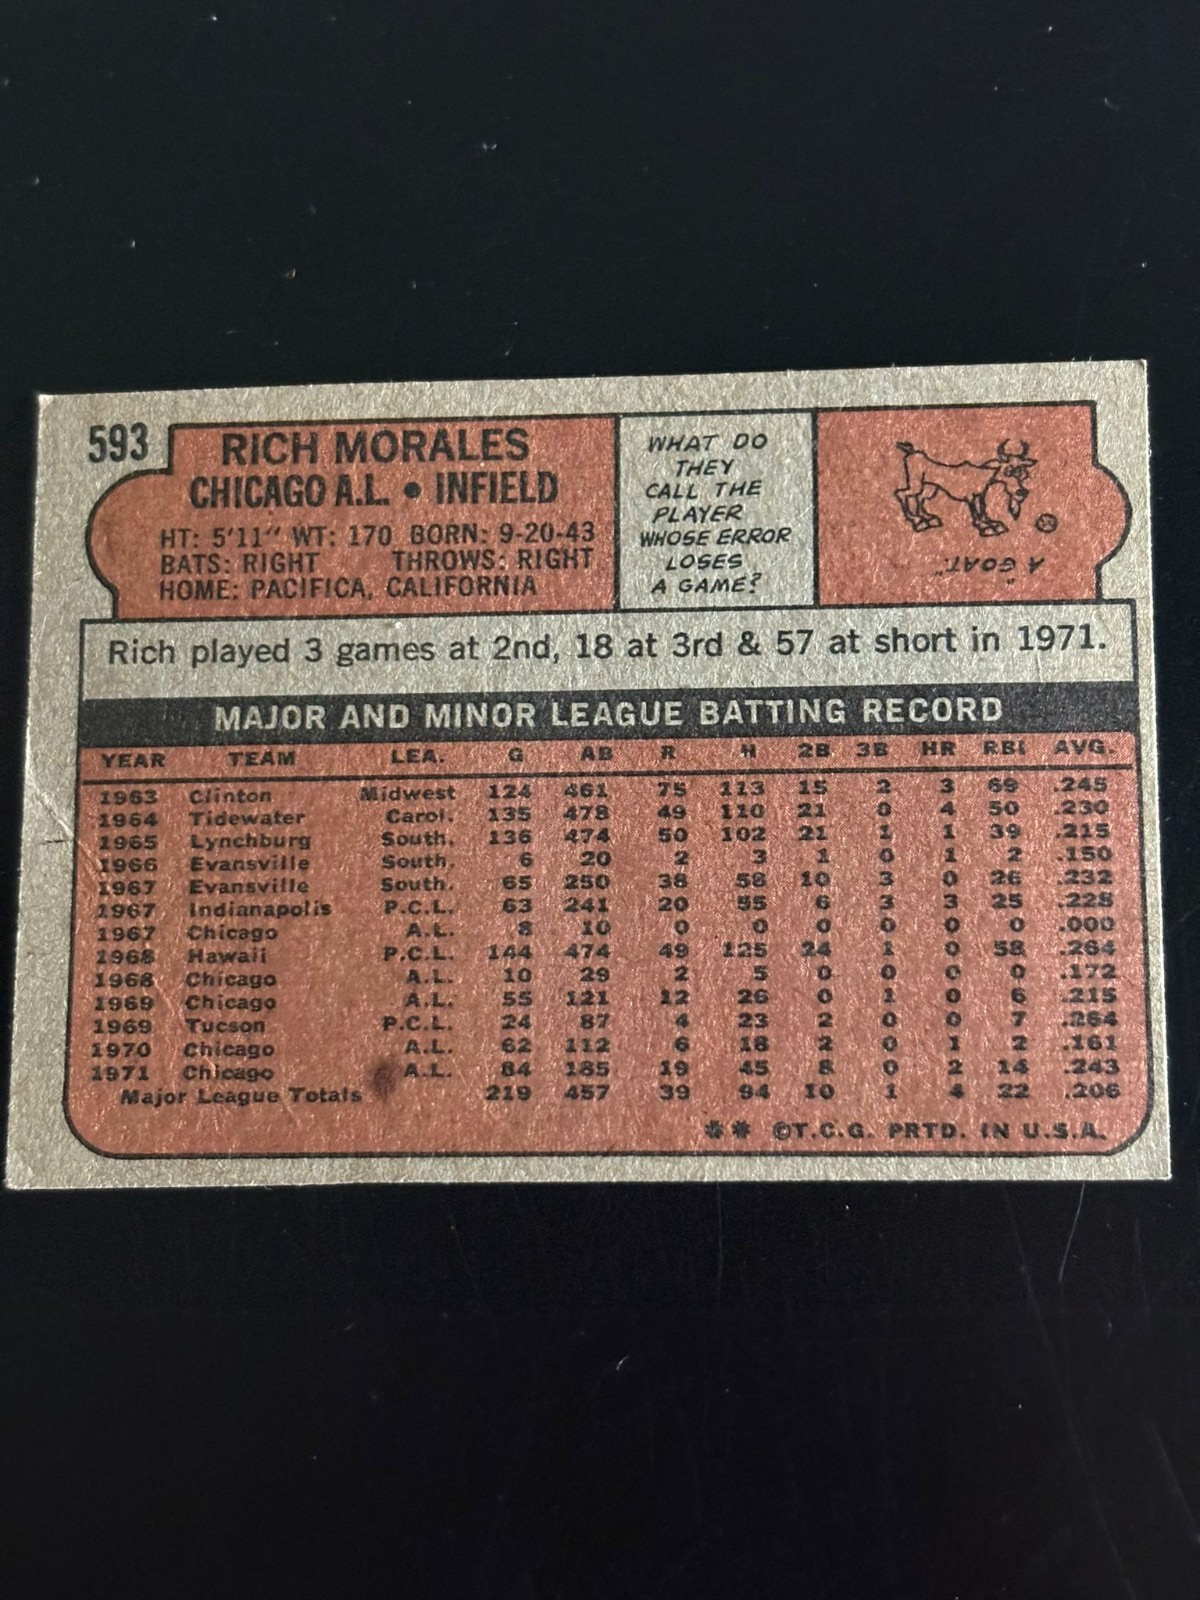 593
RICH MORALES
CHICAGO A.L. • INFIELD
HT: 5'11" WT: 170 BORN: 9-20-43
BATS: RIGHT THROWS: RIGHT
HOME: PACIFICA, CALIFORNIA
WHAT DO
THEY
CALL THE
PLAYER
WHOSE ERROR
LOSES
A GAME?
A "GOAT."
Rich played 3 games at 2nd, 18 at 3rd & 57 at short in 1971.
MAJOR AND MINOR LEAGUE BATTING RECORD
YEAR TEAM LEA. G AB R H 2B 3B HR RBI AVG.
1963 Clinton Midwest 124 461 75 113 15 2 3 69 .245
1964 Tidewater Carol. 135 478 49 110 21 0 4 50 .230
1965 Lynchburg South. 136 474 50 102 21 1 1 39 .215
1966 Evansville South. 6 20 2 3 1 0 1 2 .150
1967 Evansville South. 65 250 38 58 10 3 0 26 .232
1967 Indianapolis P.C.L. 63 241 20 55 6 3 3 25 .228
1967 Chicago A.L. 8 10 0 0 0 0 0 0 .000
1968 Hawaii P.C.L. 144 474 49 125 24 1 0 58 .264
1968 Chicago A.L. 10 29 2 5 0 0 0 0 .172
1969 Chicago A.L. 55 121 12 26 0 1 0 6 .215
1969 Tucson P.C.L. 24 87 4 23 2 0 0 7 .264
1970 Chicago A.L. 62 112 6 18 2 0 1 2 .161
1971 Chicago A.L. 84 185 19 45 8 0 2 14 .243
Major League Totals 219 457 39 94 10 1 4 22 .206
** ©T.C.G. PRTD. IN U.S.A.